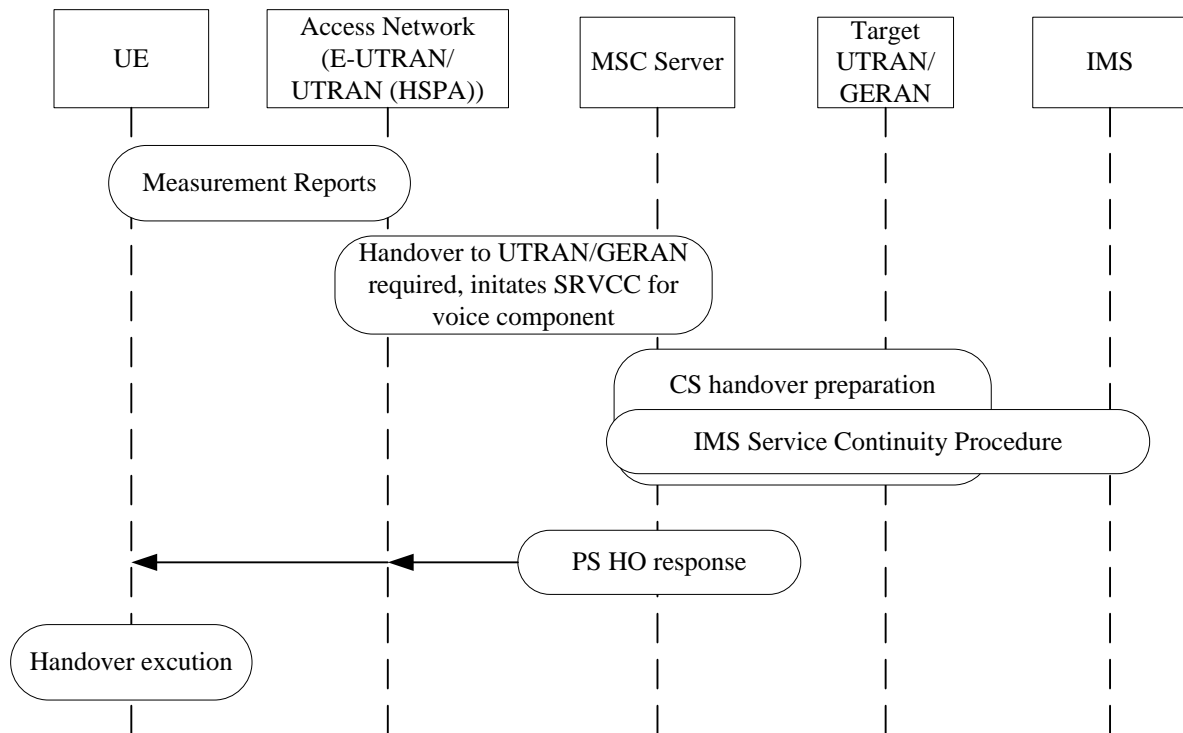 UE
Access Network
(E-UTRAN/
UTRAN (HSPA))
MSC Server
Target
UTRAN/
GERAN
IMS
Measurement Reports
Handover to UTRAN/GERAN
required, initates SRVCC for
voice component
CS handover preparation
IMS Service Continuity Procedure
PS HO response
Handover excution